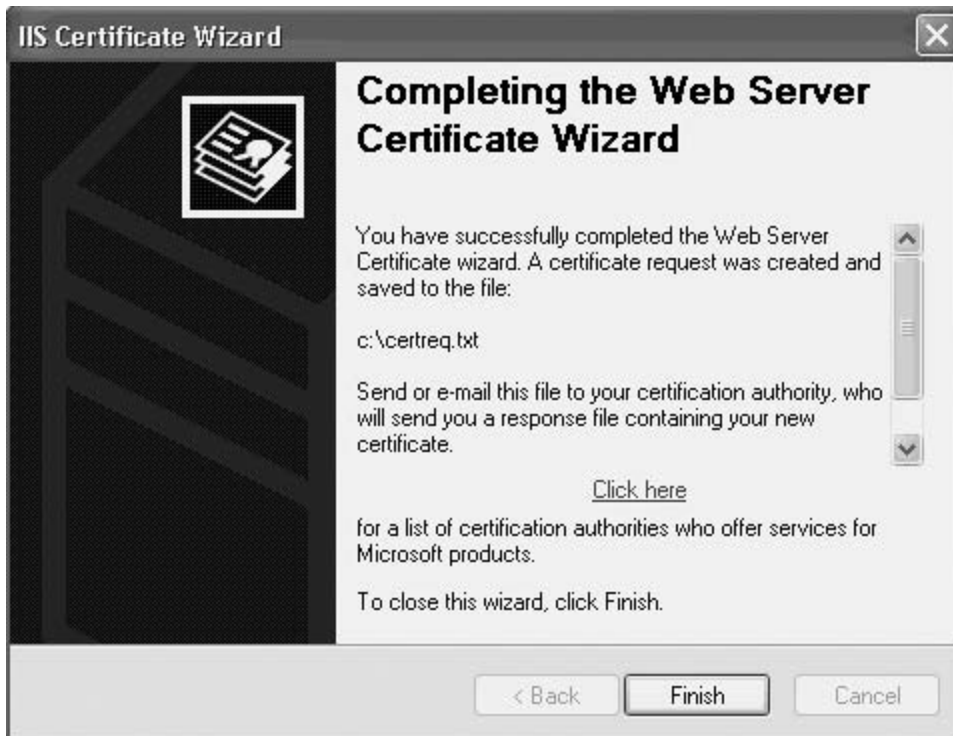 IIS Certificate Wizard
Completing the Web Server
Certificate Wizard
You have successfully completed the Web Server
Certificate wizard. A certificate request was created and
saved to the file:
c:\certreq.txt
Send or e-mail this file to your certification authority, who
will send you a response file containing your new
certificate.
Click here
for a list of certification authorities who offer services for
Microsoft products.
To close this wizard, click Finish.
< Back
Finish
Cancel